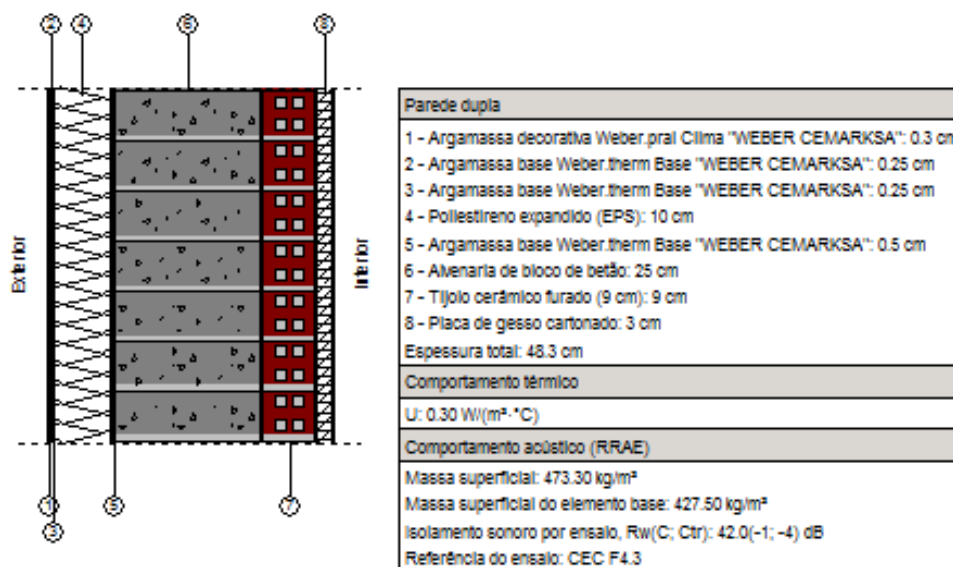 2
4
6
8
Exterior
Interior
1
3
5
7
Parede dupla
1 - Argamassa decorativa Weber.pral Clima "WEBER CEMARKSA": 0.3 cm
2 - Argamassa base Weber.therm Base "WEBER CEMARKSA": 0.25 cm
3 - Argamassa base Weber.therm Base "WEBER CEMARKSA": 0.25 cm
4 - Poliestireno expandido (EPS): 10 cm
5 - Argamassa base Weber.therm Base "WEBER CEMARKSA": 0.5 cm
6 - Alvenaria de bloco de betão: 25 cm
7 - Tijolo cerâmico furado (9 cm): 9 cm
8 - Placa de gesso cartonado: 3 cm
Espessura total: 48.3 cm
Comportamento térmico
U: 0.30 W/(m²·°C)
Comportamento acústico (RRAE)
Massa superficial: 473.30 kg/m²
Massa superficial do elemento base: 427.50 kg/m²
Isolamento sonoro por ensaio, Rw(C; Ctr): 42.0(-1; -4) dB
Referência do ensaio: CEC F4.3